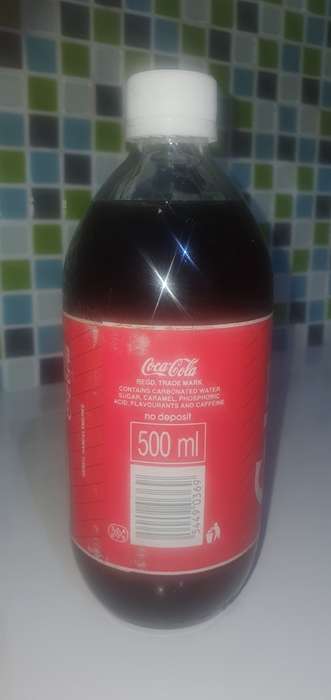 Coca-Cola
REGD. TRADE MARK
CONTAINS CARBONATED WATER
SUGAR, CARAMEL, PHOSPHORIC
ACID, FLAVOURANTS AND CAFFEINE
no deposit
500 ml
54490369